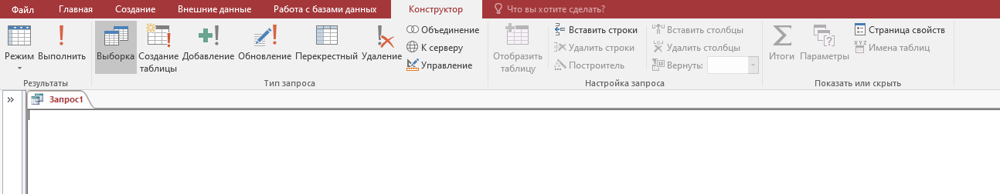 Файл Главная Создание Внешние данные Работа с базами данных Конструктор Что вы хотите сделать?
Режим Выполнить
Результаты
Выборка Создание таблицы Добавление Обновление Перекрестный Удаление
Объединение
К серверу
Управление
Тип запроса
Отобразить таблицу
Вставить строки
Удалить строки
Построитель
Вставить столбцы
Удалить столбцы
Вернуть:
Настройка запроса
Итоги Параметры
Страница свойств
XYZ Имена таблиц
Показать или скрыть
» Запрос1